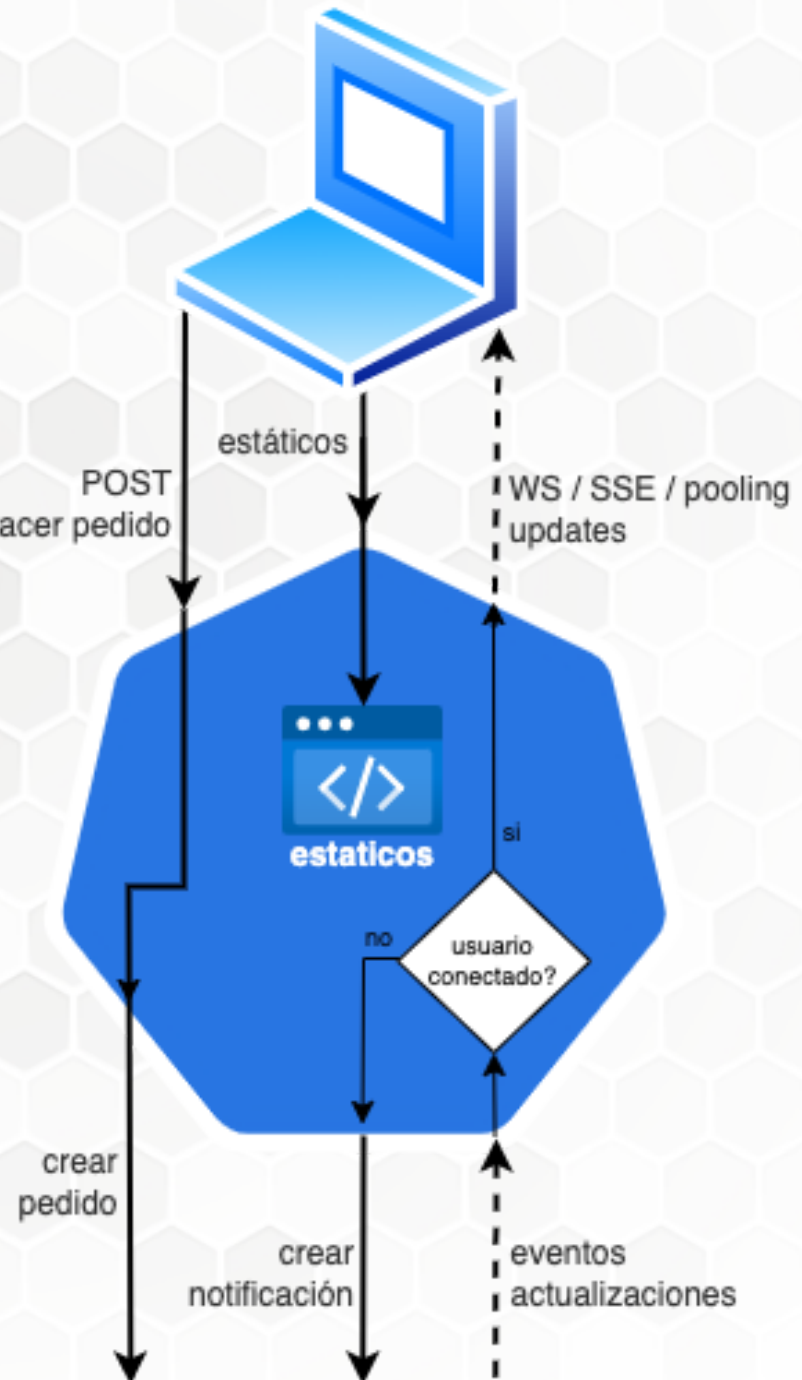 estáticos
POST
acer pedido
WS / SSE / pooling
updates
</>
estaticos
si
no
usuario
conectado?
crear
pedido
crear
notificación
eventos
actualizaciones